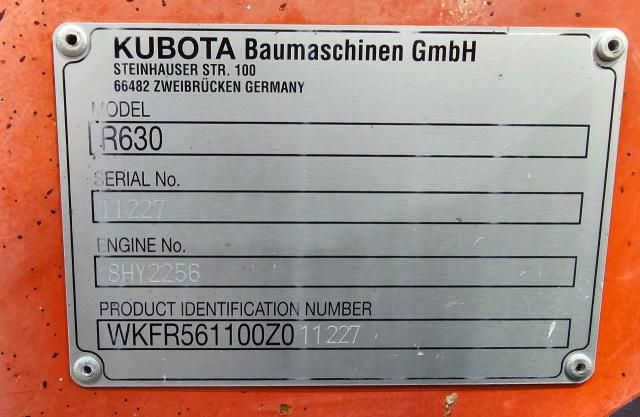 KUBOTA Baumaschinen GmbH
STEINHAUSER STR. 100
66482 ZWEIBRÜCKEN GERMANY
MODEL
R630
SERIAL No.
11227
ENGINE No.
8HY2256
PRODUCT IDENTIFICATION NUMBER
WKFR561100Z011227